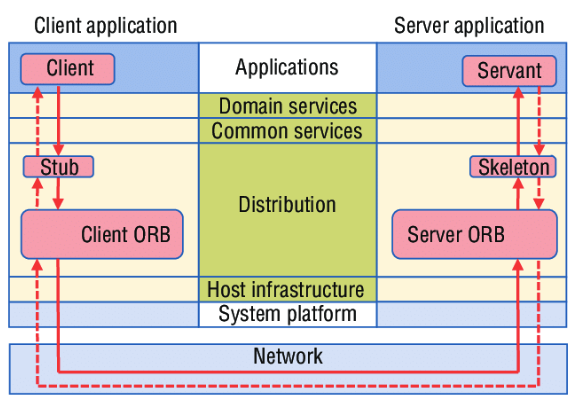 Client application
Server application
Client
Applications
Servant
Domain services
Common services
Stub
Distribution
Skeleton
Client ORB
Server ORB
Host infrastructure
System platform
Network